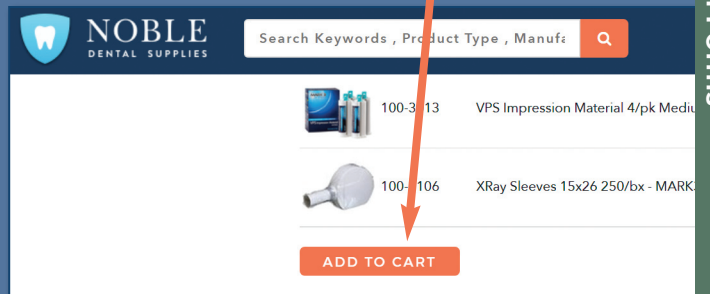 NOBLE
DENTAL SUPPLIES
Search Keywords , Product Type , Manufa
VPS Impression Material 4/pk Mediu
XRay Sleeves 15x26 250/bx - MARK
ADD TO CART